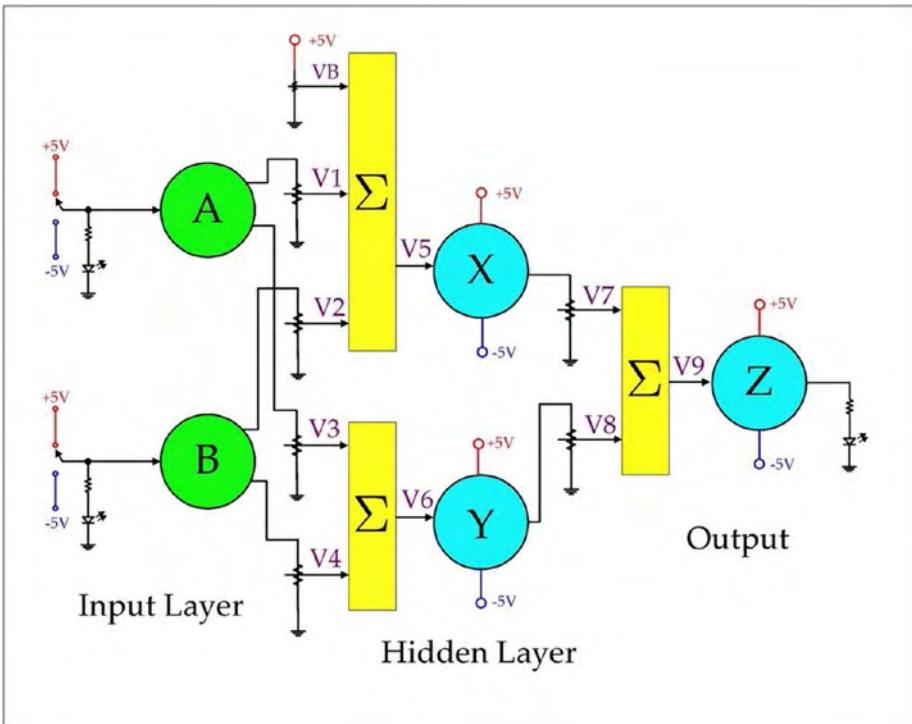 +5V
VB
+5V
V1
A
Σ
+5V
-5V
V5
X
V2
V7
-5V
+5V
Σ
V9
Z
+5V
V3
+5V
V8
B
-5V
V6
Σ
Y
-5V
V4
Output
-5V
Input Layer
Hidden Layer